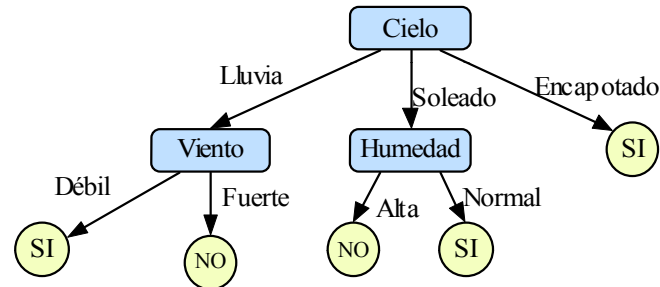 Cielo
Lluvia
Soleado
Encapotado
Viento
Humedad
SI
Débil
Fuerte
Alta
Normal
SI
NO
NO
SI